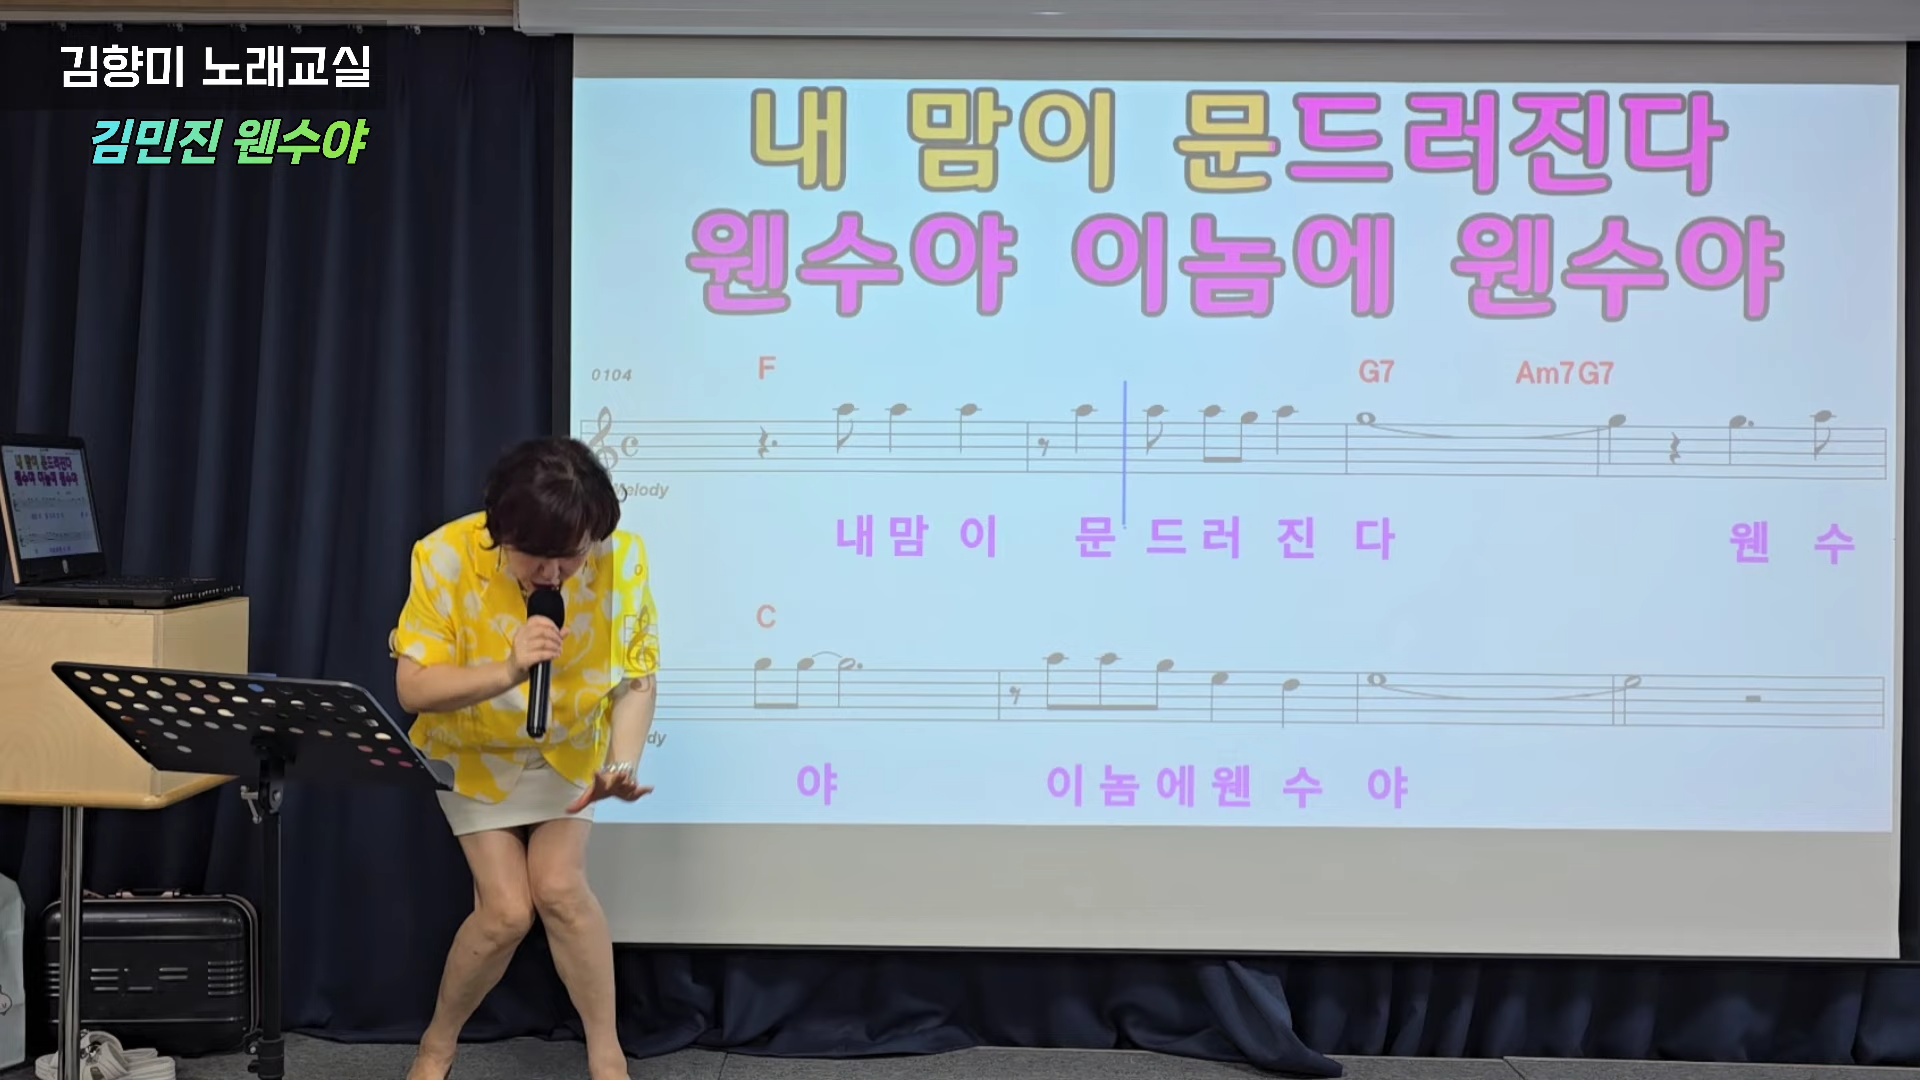 김향미 노래교실
김민진 웬수야
내 맘이 문드러진다
웬수야 이놈에 웬수야
0104
F G7 Am7 G7
Melody
내맘 이 문 드 러 진 다 웬 수
C
dy
야 이 놈 에 웬 수 야